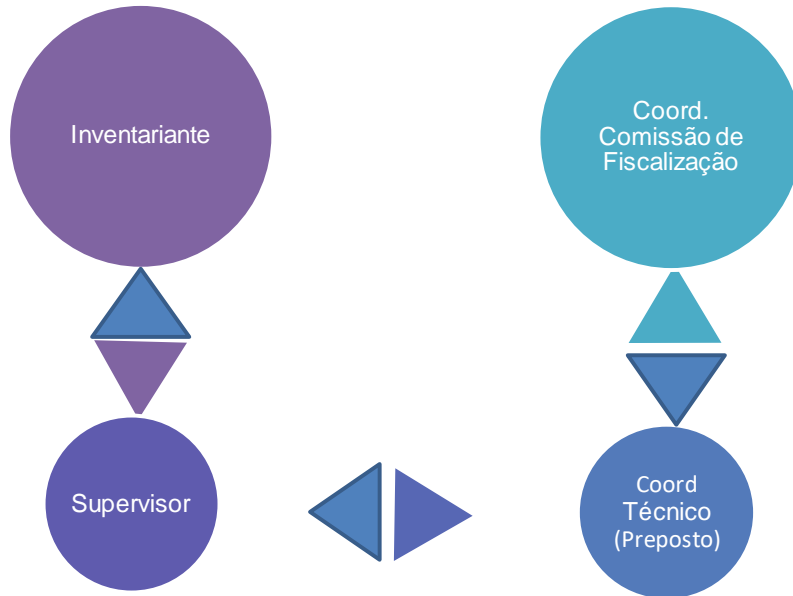 Inventariante
Coord.
Comissão de
Fiscalização
Supervisor
Coord
Técnico
(Preposto)